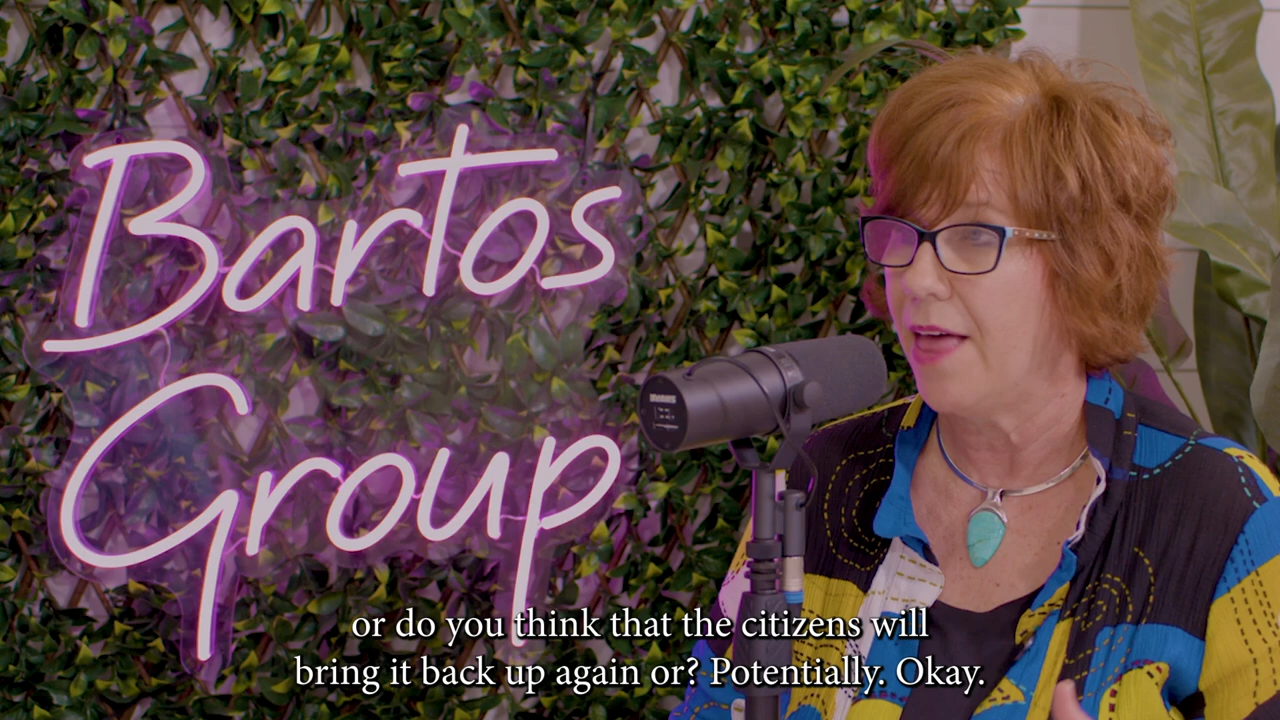 Bartos
Group
or do you think that the citizens will
bring it back up again or? Potentially. Okay.